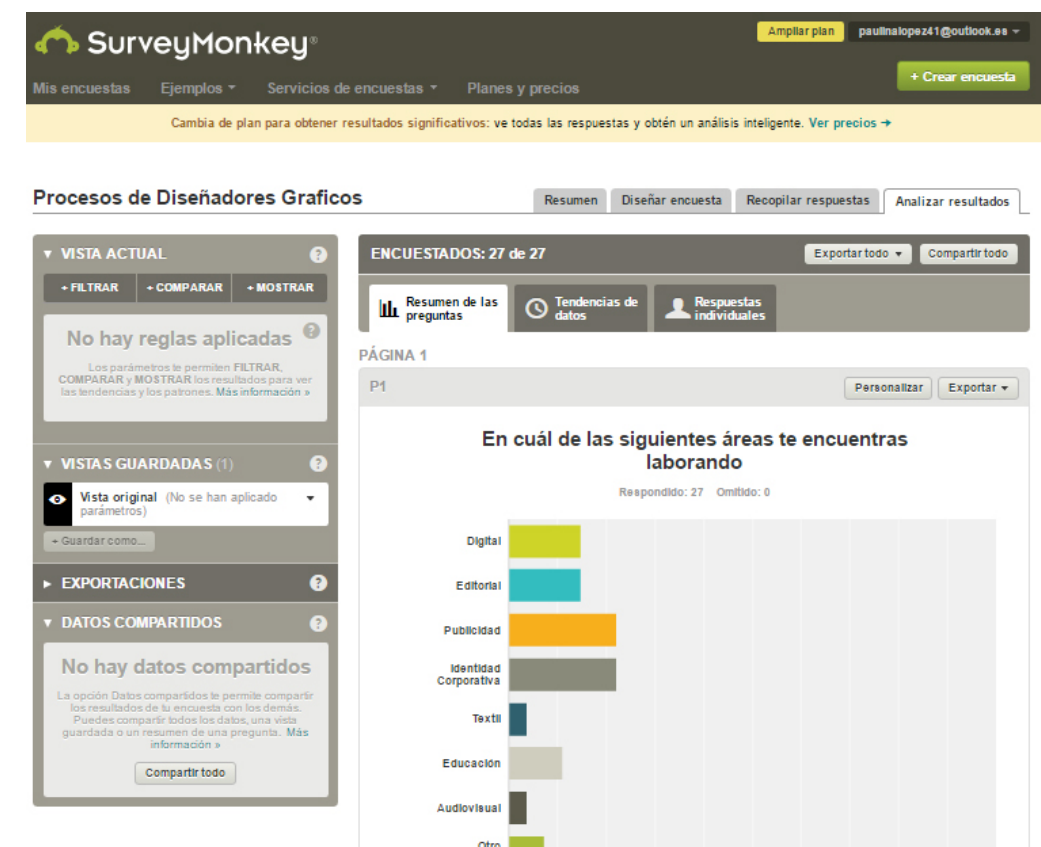 SurveyMonkey®
Ampliar plan
paulinalopez41@outlook.es
Mis encuestas
Ejemplos
Servicios de encuestas
Planes y precios
+ Crear encuesta
Cambia de plan para obtener resultados significativos: ve todas las respuestas y obtén un análisis inteligente. Ver precios →
Procesos de Diseñadores Graficos
Resumen
Diseñar encuesta
Recopilar respuestas
Analizar resultados
VISTA ACTUAL
+ FILTRAR
+ COMPARAR
+ MOSTRAR
No hay reglas aplicadas
Los parámetros te permiten FILTRAR,
COMPARAR y MOSTRAR los resultados para ver
las tendencias y los patrones. Más información »
VISTAS GUARDADAS (1)
Vista original (No se han aplicado
parámetros)
+ Guardar como...
EXPORTACIONES
DATOS COMPARTIDOS
No hay datos compartidos
La opción Datos compartidos te permite compartir
los resultados de tu encuesta con los demás.
Puedes compartir todos los datos, una vista
guardada o un resumen de una pregunta. Más
información »
Compartir todo
ENCUESTADOS: 27 de 27
Exportar todo
Compartir todo
Resumen de las
preguntas
Tendencias de
datos
Respuestas
individuales
PÁGINA 1
P1
Personalizar
Exportar
En cuál de las siguientes áreas te encuentras
laborando
Respondido: 27 Omitido: 0
Digital
Editorial
Publicidad
Identidad
Corporativa
Textil
Educación
Audiovisual
Otro